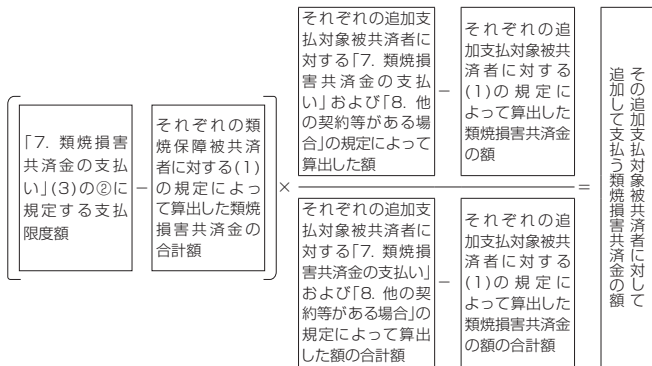 「7. 類焼損害
共済金の支払
い」(3)の②に
規定する支払
限度額
－
それぞれの類
焼保障被共済
者に対する(1)
の規定によっ
て算出した類焼
損害共済金の
合計額
×
それぞれの追加支
払対象被共済者に
対する「7. 類焼損
害共済金の支払
い」および「8. 他
の契約等がある場
合」の規定によって
算出した額
－
それぞれの追
加支払対象被共
済者に対する
(1)の規定に
よって算出した
類焼損害共済金
の額
それぞれの追加支
払対象被共済者に
対する「7. 類焼損
害共済金の支払い」
および「8. 他の契
約等がある場合」の
規定によって算出
した額の合計額
－
それぞれの追
加支払対象被共
済者に対する
(1)の規定に
よって算出した
類焼損害共済金
の額の合計額
＝
その追加支払対象被共済者に対して
追加して支払う類焼損害共済金の額